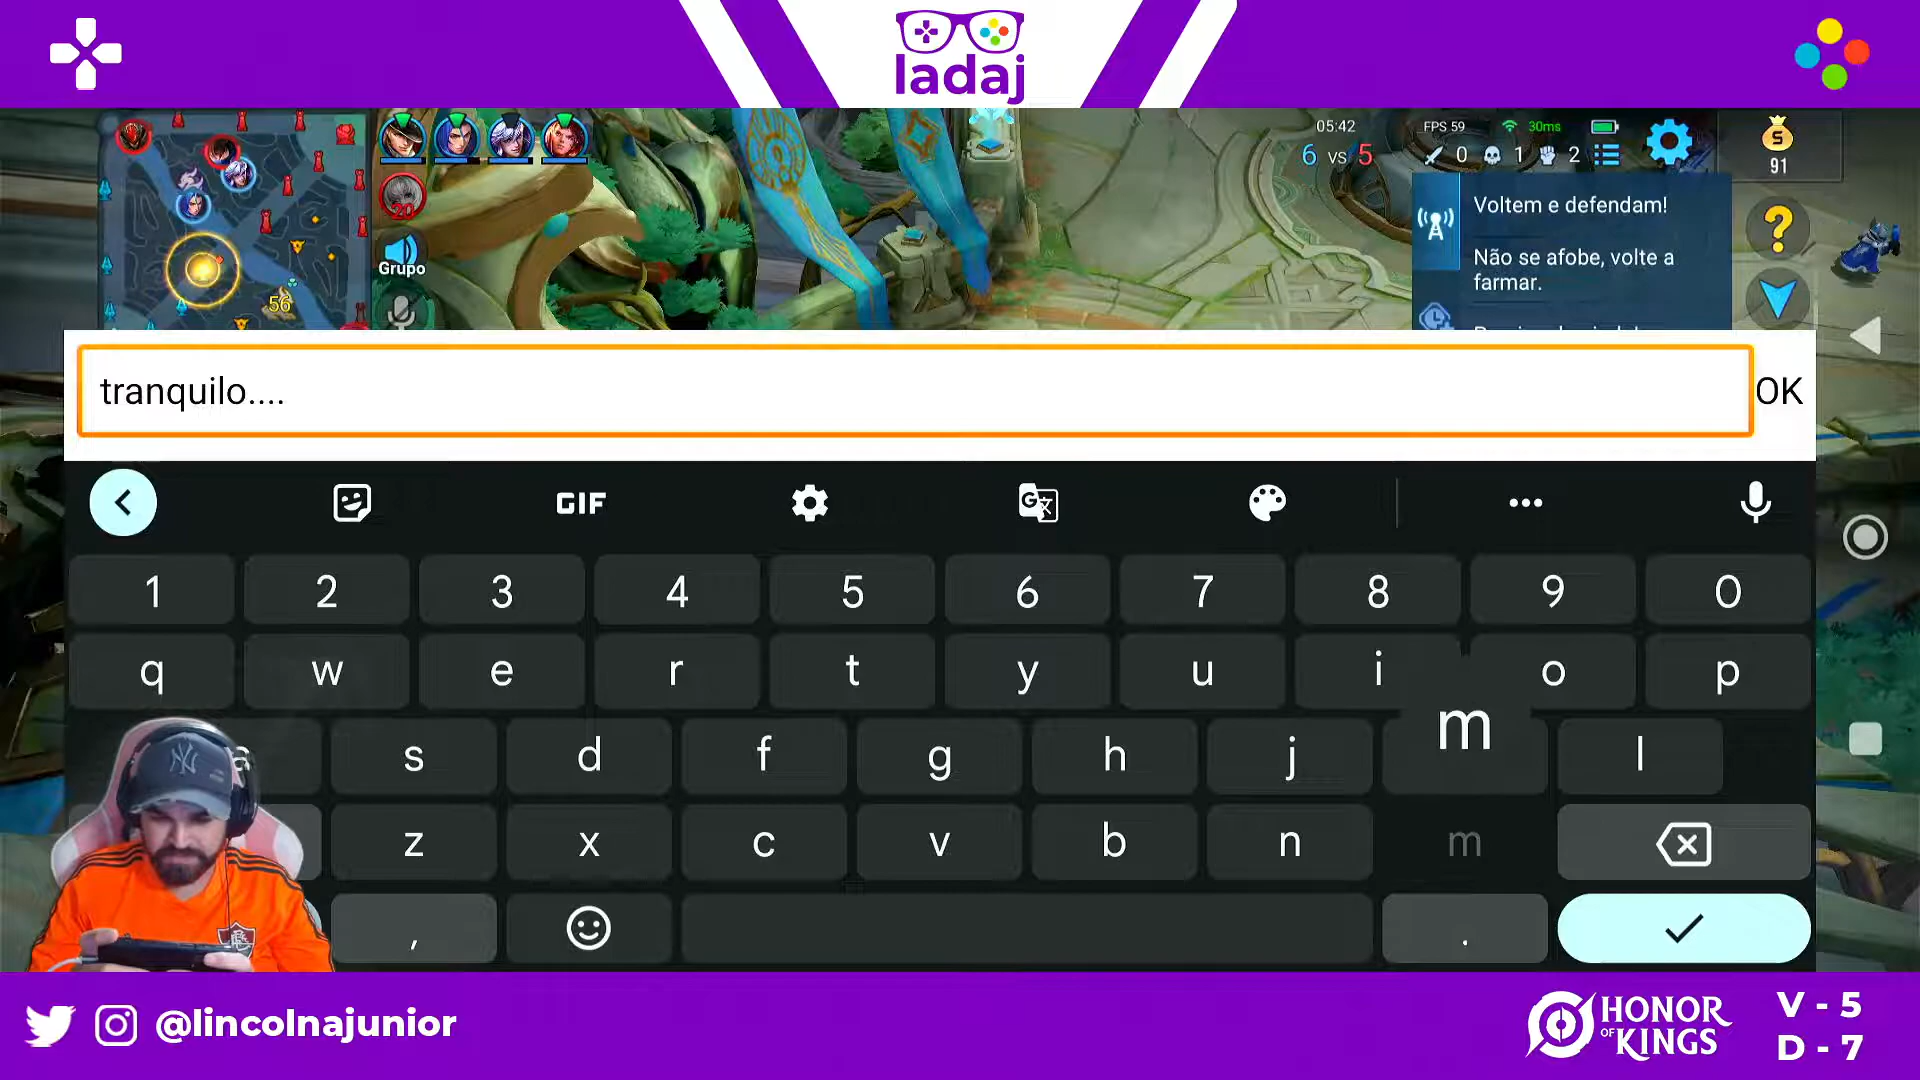 ladaj
05:42
6 vs 5
FPS 59
30ms
0
1
2
S
91
20
Grupo
56
Voltem e defendam!
Não se afobe, volte a
farmar.
?
tranquilo....
OK
GIF
G
1 2 3 4 5 6 7 8 9 0
q w e r t y u i o p
a s d f g h j m l
z x c v b n m
, .
NY
@lincolnajunior
HONOR
OF KINGS
V - 5
D - 7